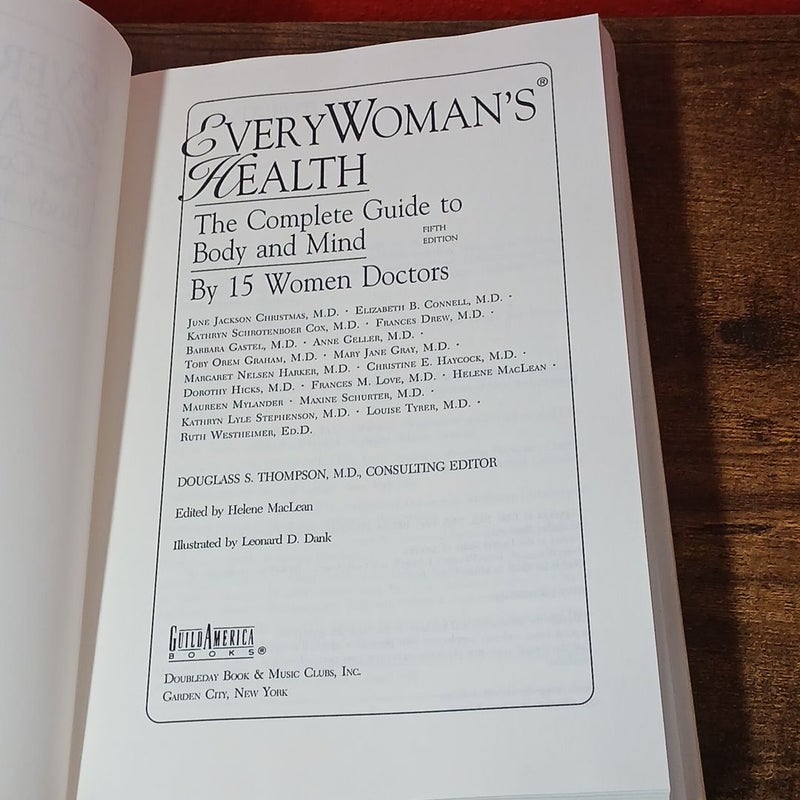 EVERYWOMAN'S®
HEALTH
The Complete Guide to
Body and Mind
FIFTH
EDITION
By 15 Women Doctors
JUNE JACKSON CHRISTMAS, M.D. · ELIZABETH B. CONNELL, M.D. ·
KATHRYN SCHROTENBOER COX, M.D. · FRANCES DREW, M.D. ·
BARBARA GASTEL, M.D. · ANNE GELLER, M.D. ·
TOBY OREM GRAHAM, M.D. · MARY JANE GRAY, M.D. ·
MARGARET NELSEN HARKER, M.D. · CHRISTINE E. HAYCOCK, M.D. ·
DOROTHY HICKS, M.D. · FRANCES M. LOVE, M.D. · HELENE MACLEAN ·
MAUREEN MYLANDER · MAXINE SCHURTER, M.D. ·
KATHRYN LYLE STEPHENSON, M.D. · LOUISE TYRER, M.D. ·
RUTH WESTHEIMER, ED.D.
DOUGLASS S. THOMPSON, M.D., CONSULTING EDITOR
Edited by Helene MacLean
Illustrated by Leonard D. Dank
GUILDAMERICA
BOOKS®
DOUBLEDAY BOOK & MUSIC CLUBS, INC.
GARDEN CITY, NEW YORK